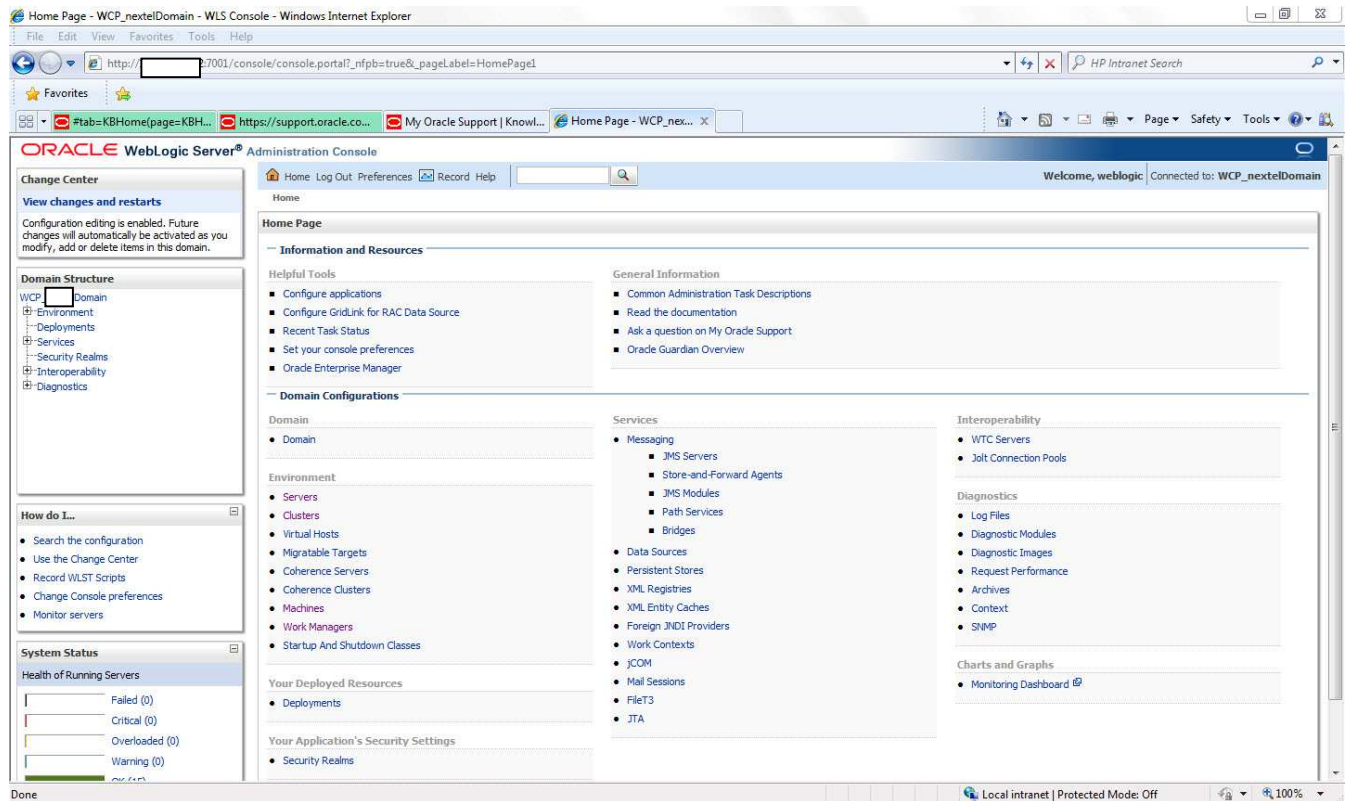 Home Page - WCP_nextelDomain - WLS Console - Windows Internet Explorer
File Edit View Favorites Tools Help
http:// :7001/console/console.portal?_nfpb=true&_pageLabel=HomePage1
HP Intranet Search
Favorites
#tab=KBHome(page=KBH... https://support.oracle.co... My Oracle Support | Knowl... Home Page - WCP_nex... X
Page Safety Tools
ORACLE WebLogic Server® Administration Console
Change Center
View changes and restarts
Configuration editing is enabled. Future
changes will automatically be activated as you
modify, add or delete items in this domain.
Domain Structure
WCP_ Domain
Environment
Deployments
Services
Security Realms
Interoperability
Diagnostics
How do I...
Search the configuration
Use the Change Center
Record WLST Scripts
Change Console preferences
Monitor servers
System Status
Health of Running Servers
Failed (0)
Critical (0)
Overloaded (0)
Warning (0)
Home Log Out Preferences Record Help
Welcome, weblogic Connected to: WCP_nextelDomain
Home
Home Page
Information and Resources
Helpful Tools
Configure applications
Configure GridLink for RAC Data Source
Recent Task Status
Set your console preferences
Oracle Enterprise Manager
General Information
Common Administration Task Descriptions
Read the documentation
Ask a question on My Oracle Support
Oracle Guardian Overview
Domain Configurations
Domain
Domain
Environment
Servers
Clusters
Virtual Hosts
Migratable Targets
Coherence Servers
Coherence Clusters
Machines
Work Managers
Startup And Shutdown Classes
Your Deployed Resources
Deployments
Your Application's Security Settings
Security Realms
Services
Messaging
JMS Servers
Store-and-Forward Agents
JMS Modules
Path Services
Bridges
Data Sources
Persistent Stores
XML Registries
XML Entity Caches
Foreign JNDI Providers
Work Contexts
jCOM
Mail Sessions
FileT3
JTA
Interoperability
WTC Servers
Jolt Connection Pools
Diagnostics
Log Files
Diagnostic Modules
Diagnostic Images
Request Performance
Archives
Context
SNMP
Charts and Graphs
Monitoring Dashboard
Done
Local intranet | Protected Mode: Off
100%